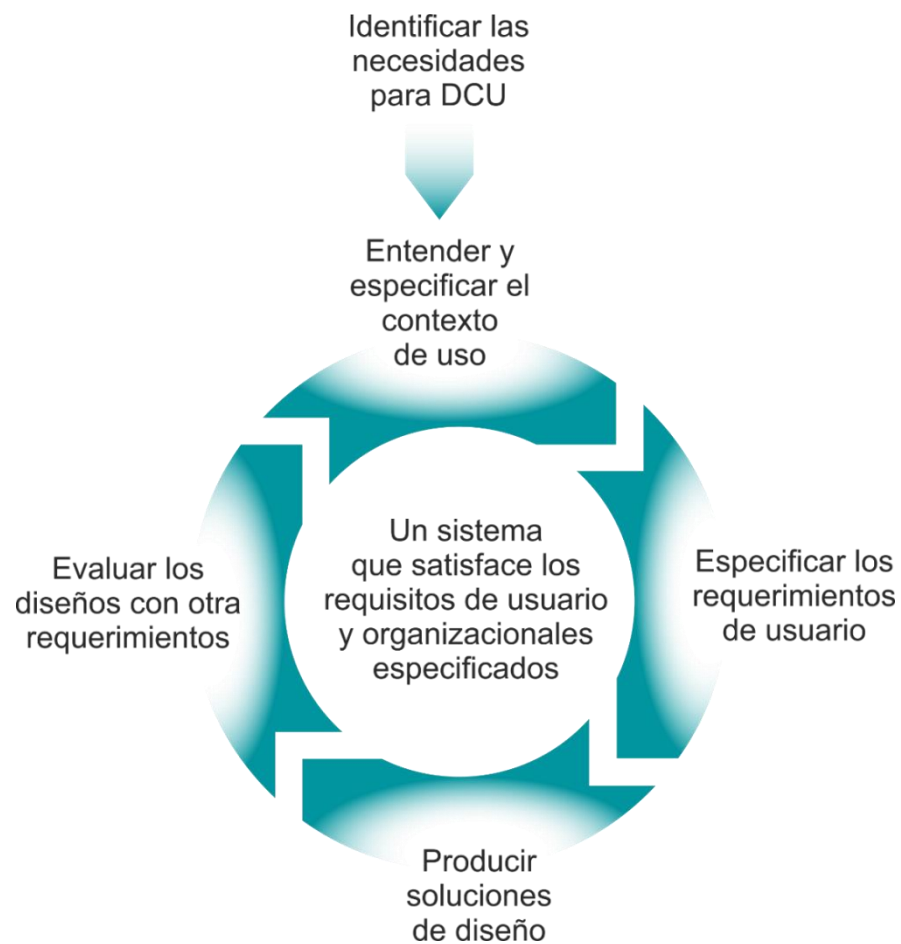 Identificar las
necesidades
para DCU
Entender y
especificar el
contexto
de uso
Un sistema
que satisface los
requisitos de usuario
y organizacionales
especificados
Especificar los
requerimientos
de usuario
Evaluar los
diseños con otra
requerimientos
Producir
soluciones
de diseño